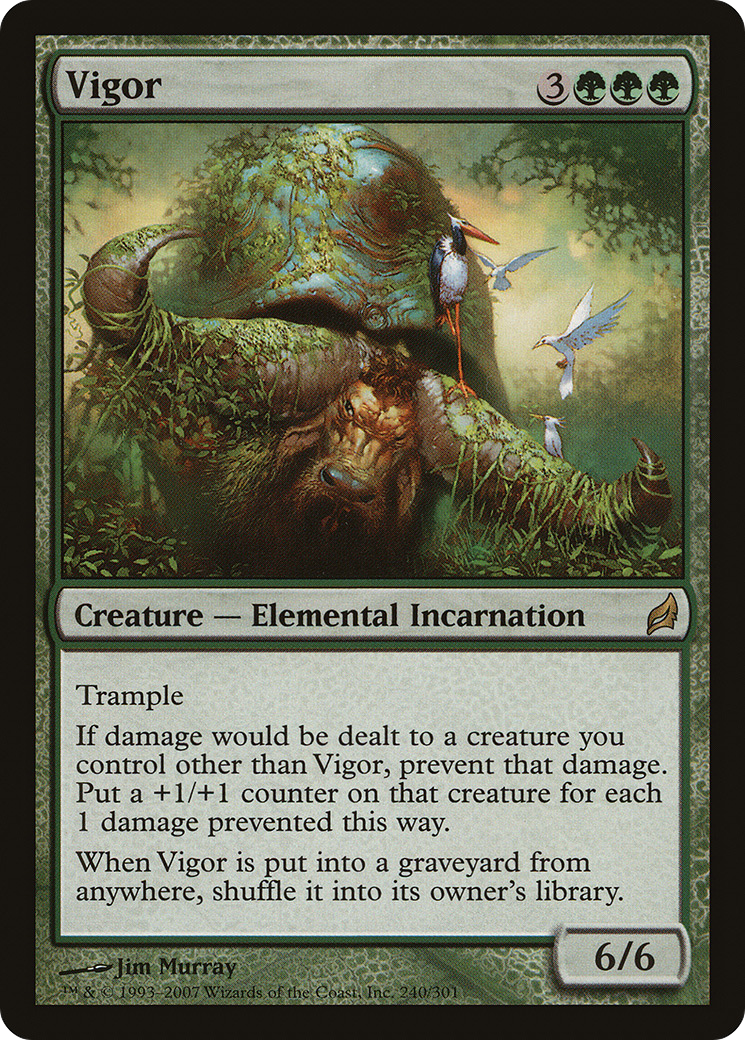 Vigor 3
Creature — Elemental Incarnation
Trample
If damage would be dealt to a creature you
control other than Vigor, prevent that damage.
Put a +1/+1 counter on that creature for each
1 damage prevented this way.
When Vigor is put into a graveyard from
anywhere, shuffle it into its owner's library.
6/6
Jim Murray
™ & © 1993–2007 Wizards of the Coast, Inc. 240/301